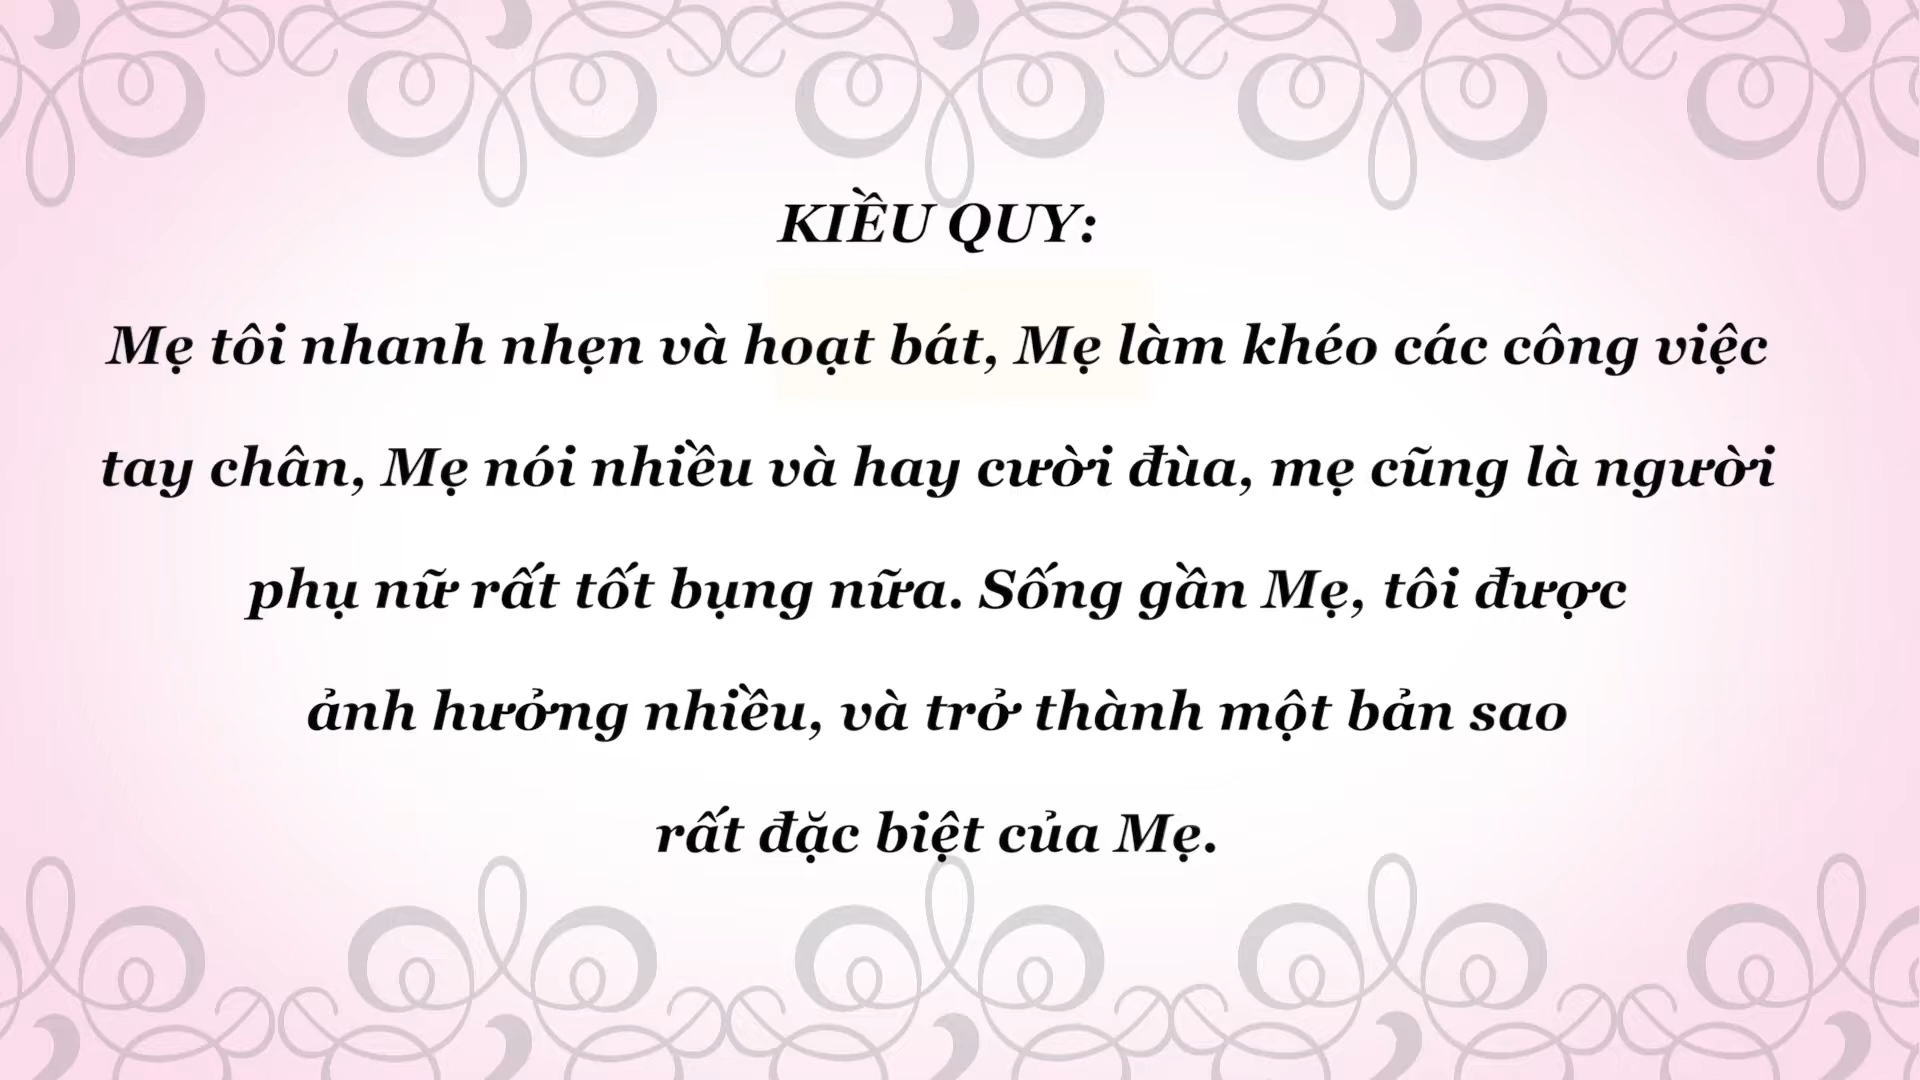 KIỀU QUY:
Mẹ tôi nhanh nhẹn và hoạt bát, Mẹ làm khéo các công việc
tay chân, Mẹ nói nhiều và hay cười đùa, mẹ cũng là người
phụ nữ rất tốt bụng nữa. Sống gần Mẹ, tôi được
ảnh hưởng nhiều, và trở thành một bản sao
rất đặc biệt của Mẹ.